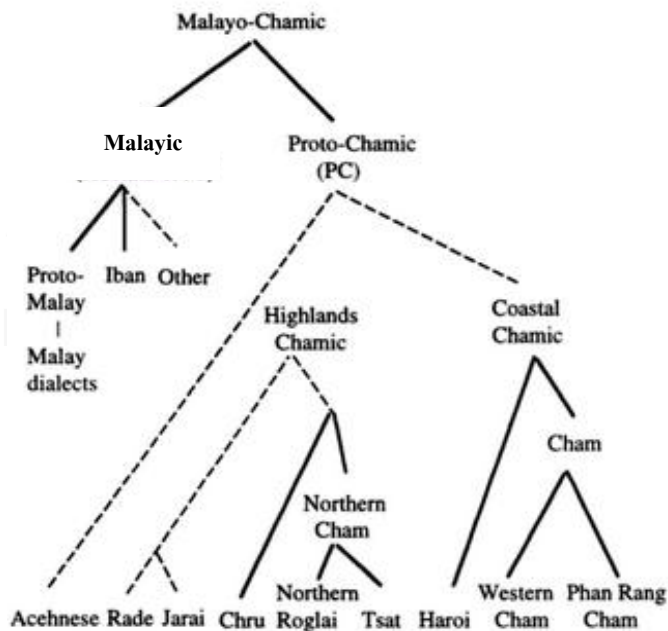 Malayo-Chamic
Malayic
Proto-Chamic
(PC)
Proto-
Malay
Malay
dialects
Iban
Other
Highlands
Chamic
Coastal
Chamic
Cham
Northern
Cham
Acehnese
Rade
Jarai
Chru
Northern
Roglai
Tsat
Haroi
Western
Cham
Phan Rang
Cham